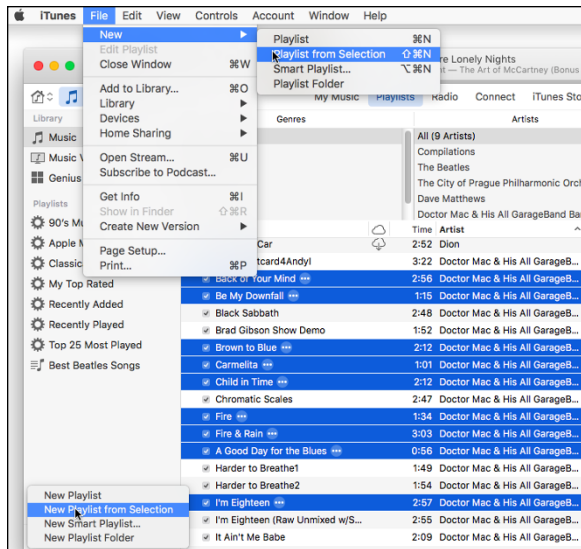 iTunes File Edit View Controls Account Window Help
New
Edit Playlist
Close Window ⌘W
Add to Library... ⌘O
Library
Devices
Home Sharing
Open Stream... ⌘U
Subscribe to Podcast...
Get Info ⌘I
Show in Finder ⇧⌘R
Create New Version
Page Setup...
Print... ⌘P
Playlist ⌘N
Playlist from Selection ⇧⌘N
Smart Playlist... ⌥⌘N
Playlist Folder
re Lonely Nights
— The Art of McCartney (Bonus
My Music Playlists Radio Connect iTunes Sto
Library
Music
Music V
Genius
Playlists
90's Mu
Apple M
Classic
My Top Rated
Recently Added
Recently Played
Top 25 Most Played
Best Beatles Songs
Genres Artists
All (9 Artists)
Compilations
The Beatles
The City of Prague Philharmonic Orch
Dave Matthews
Doctor Mac & His All GarageBand Ba
Time Artist
Car 2:52 Dion
tcard4Andyl 3:22 Doctor Mac & His All GarageB...
Back of Your Mind 2:56 Doctor Mac & His All GarageB...
Be My Downfall 1:15 Doctor Mac & His All GarageB...
Black Sabbath 2:48 Doctor Mac & His All GarageB...
Brad Gibson Show Demo 1:52 Doctor Mac & His All GarageB...
Brown to Blue 2:12 Doctor Mac & His All GarageB...
Carmelita 1:01 Doctor Mac & His All GarageB...
Child in Time 2:12 Doctor Mac & His All GarageB...
Chromatic Scales 2:47 Doctor Mac & His All GarageB...
Fire 1:34 Doctor Mac & His All GarageB...
Fire & Rain 3:03 Doctor Mac & His All GarageB...
A Good Day for the Blues 0:56 Doctor Mac & His All GarageB...
Harder to Breathe1 1:49 Doctor Mac & His All GarageB...
Harder to Breathe2 1:54 Doctor Mac & His All GarageB...
I'm Eighteen 2:57 Doctor Mac & His All GarageB...
I'm Eighteen (Raw Unmixed w/S... 2:55 Doctor Mac & His All GarageB...
It Ain't Me Babe 2:09 Doctor Mac & His All GarageB...
New Playlist
New Playlist from Selection
New Smart Playlist...
New Playlist Folder